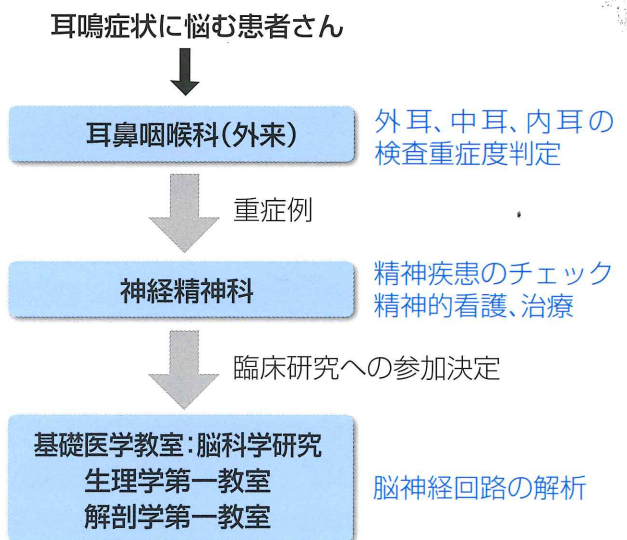 耳鳴症状に悩む患者さん
耳鼻咽喉科(外来)
外耳、中耳、内耳の
検査重症度判定
重症例
神経精神科
精神疾患のチェック
精神的看護、治療
臨床研究への参加決定
基礎医学教室:脳科学研究
生理学第一教室
解剖学第一教室
脳神経回路の解析